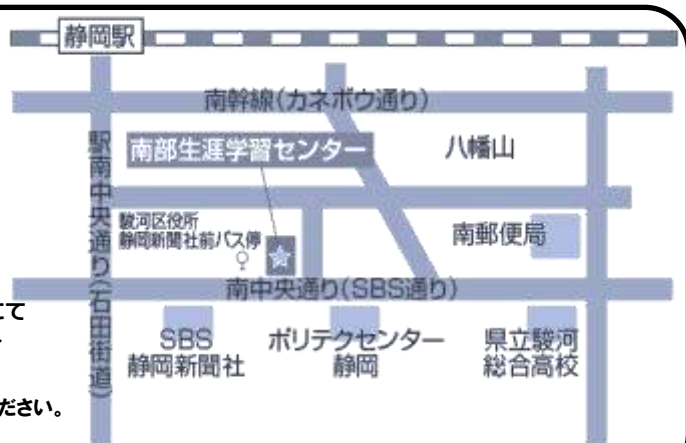 静岡駅
南幹線(カネボウ通り)
南部生涯学習センター
八幡山
駅南中央通り(石田街道)
駿河区役所
静岡新聞社前バス停
南郵便局
南中央通り(SBS通り)
SBS
静岡新聞社
ポリテクセンター
静岡
県立駿河
総合高校
にて
ださい。